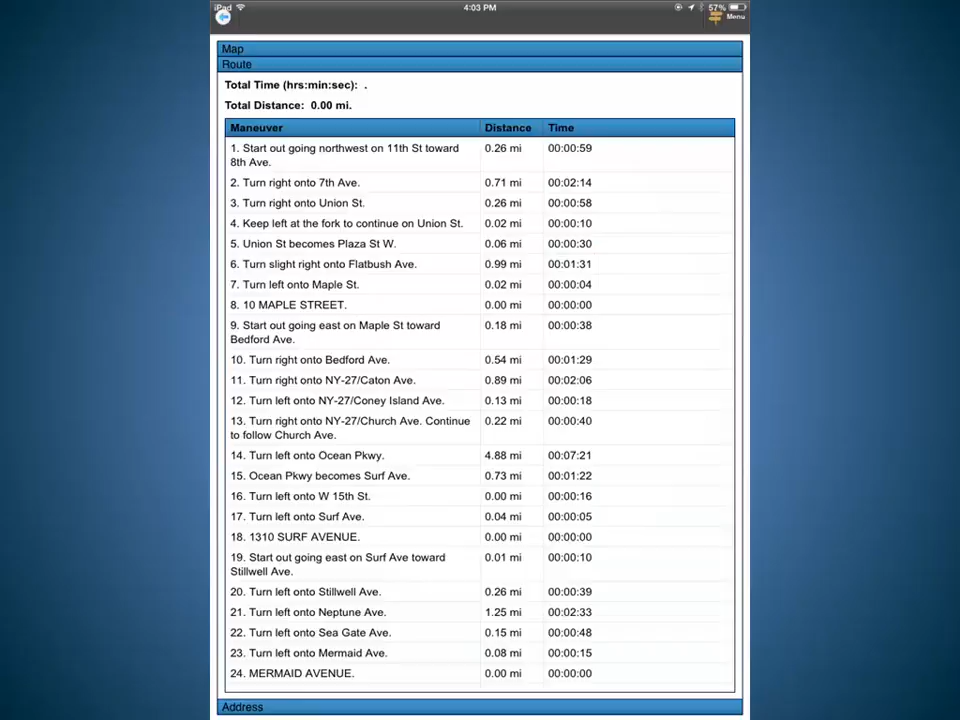 iPad 4:03 PM 57%
Menu
Map
Route
Total Time (hrs:min:sec): .
Total Distance: 0.00 mi.
Maneuver Distance Time
1. Start out going northwest on 11th St toward 0.26 mi 00:00:59
8th Ave.
2. Turn right onto 7th Ave. 0.71 mi 00:02:14
3. Turn right onto Union St. 0.26 mi 00:00:58
4. Keep left at the fork to continue on Union St. 0.02 mi 00:00:10
5. Union St becomes Plaza St W. 0.06 mi 00:00:30
6. Turn slight right onto Flatbush Ave. 0.99 mi 00:01:31
7. Turn left onto Maple St. 0.02 mi 00:00:04
8. 10 MAPLE STREET. 0.00 mi 00:00:00
9. Start out going east on Maple St toward 0.18 mi 00:00:38
Bedford Ave.
10. Turn right onto Bedford Ave. 0.54 mi 00:01:29
11. Turn right onto NY-27/Caton Ave. 0.89 mi 00:02:06
12. Turn left onto NY-27/Coney Island Ave. 0.13 mi 00:00:18
13. Turn right onto NY-27/Church Ave. Continue 0.22 mi 00:00:40
to follow Church Ave.
14. Turn left onto Ocean Pkwy. 4.88 mi 00:07:21
15. Ocean Pkwy becomes Surf Ave. 0.73 mi 00:01:22
16. Turn left onto W 15th St. 0.00 mi 00:00:16
17. Turn left onto Surf Ave. 0.04 mi 00:00:05
18. 1310 SURF AVENUE. 0.00 mi 00:00:00
19. Start out going east on Surf Ave toward 0.01 mi 00:00:10
Stillwell Ave.
20. Turn left onto Stillwell Ave. 0.26 mi 00:00:39
21. Turn left onto Neptune Ave. 1.25 mi 00:02:33
22. Turn left onto Sea Gate Ave. 0.15 mi 00:00:48
23. Turn left onto Mermaid Ave. 0.08 mi 00:00:15
24. MERMAID AVENUE. 0.00 mi 00:00:00
Address